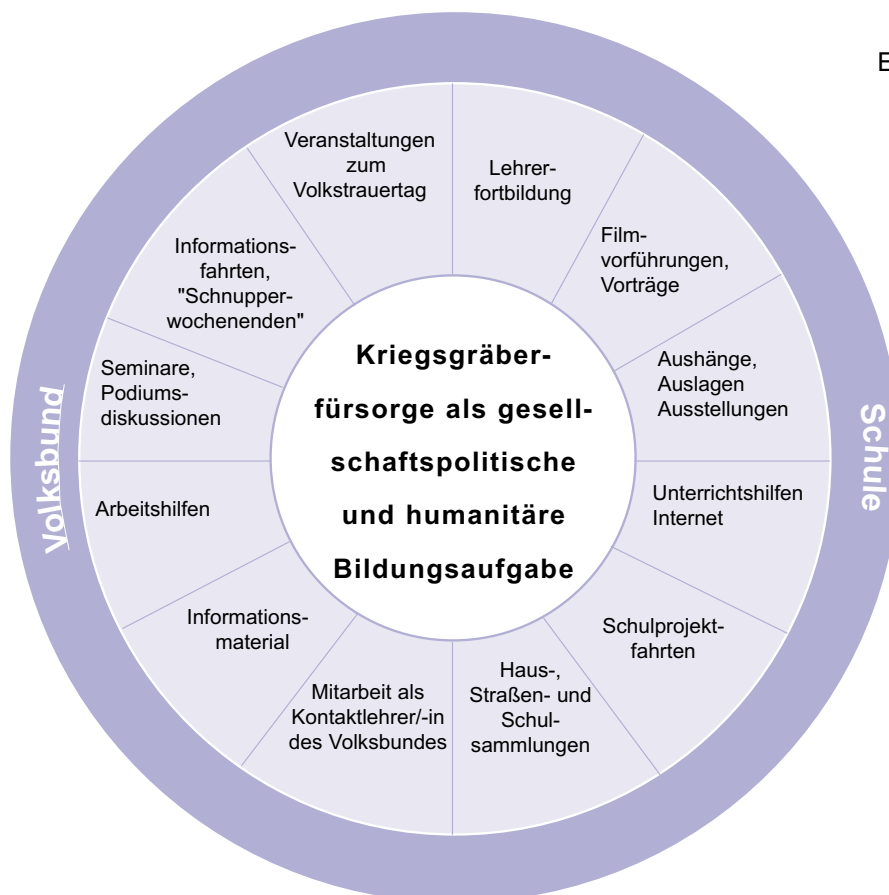 E
Veranstaltungen
zum
Volkstrauertag
Lehrer-
fortbildung
Film-
vorführungen,
Vorträge
Aushänge,
Auslagen
Ausstellungen
Unterrichtshilfen
Internet
Schulprojekt-
fahrten
Haus-,
Straßen- und
Schul-
sammlungen
Mitarbeit als
Kontaktlehrer/-in
des Volksbundes
Informations-
material
Arbeitshilfen
Seminare,
Podiums-
diskussionen
Informations-
fahrten,
"Schnupper-
wochenenden"
Kriegsgräber-
fürsorge als gesell-
schaftspolitische
und humanitäre
Bildungsaufgabe
Volksbund
Schule